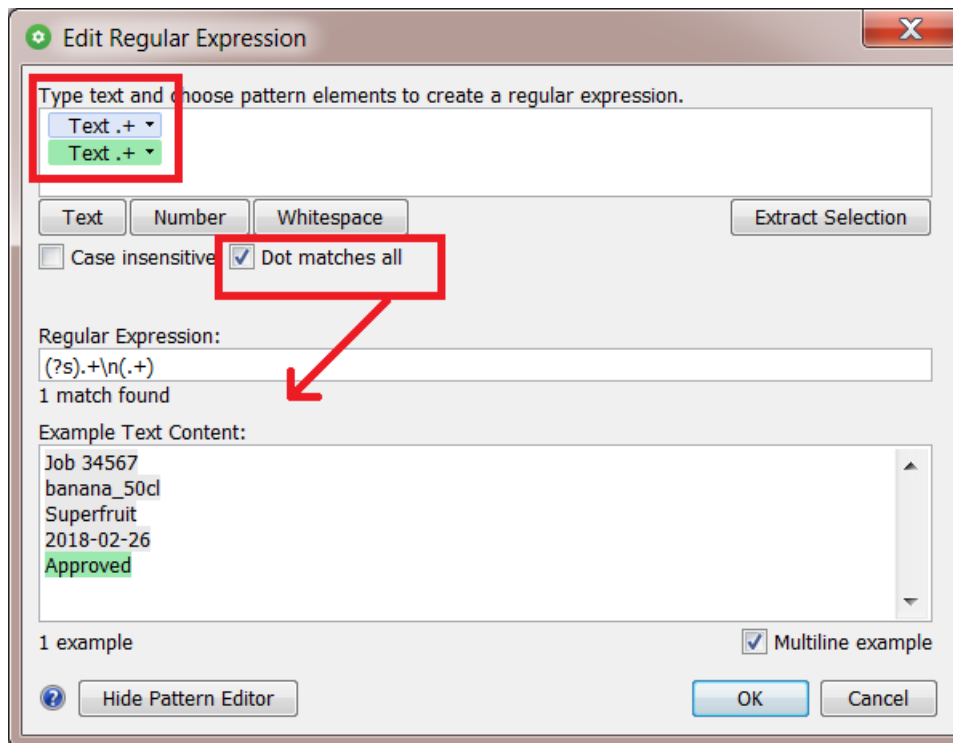 Edit Regular Expression
Type text and choose pattern elements to create a regular expression.
Text .+
Text .+
Text Number Whitespace Extract Selection
Case insensitive Dot matches all
Regular Expression:
(?s).+\n(.+)
1 match found
Example Text Content:
Job 34567
banana_50cl
Superfruit
2018-02-26
Approved
1 example Multiline example
? Hide Pattern Editor OK Cancel